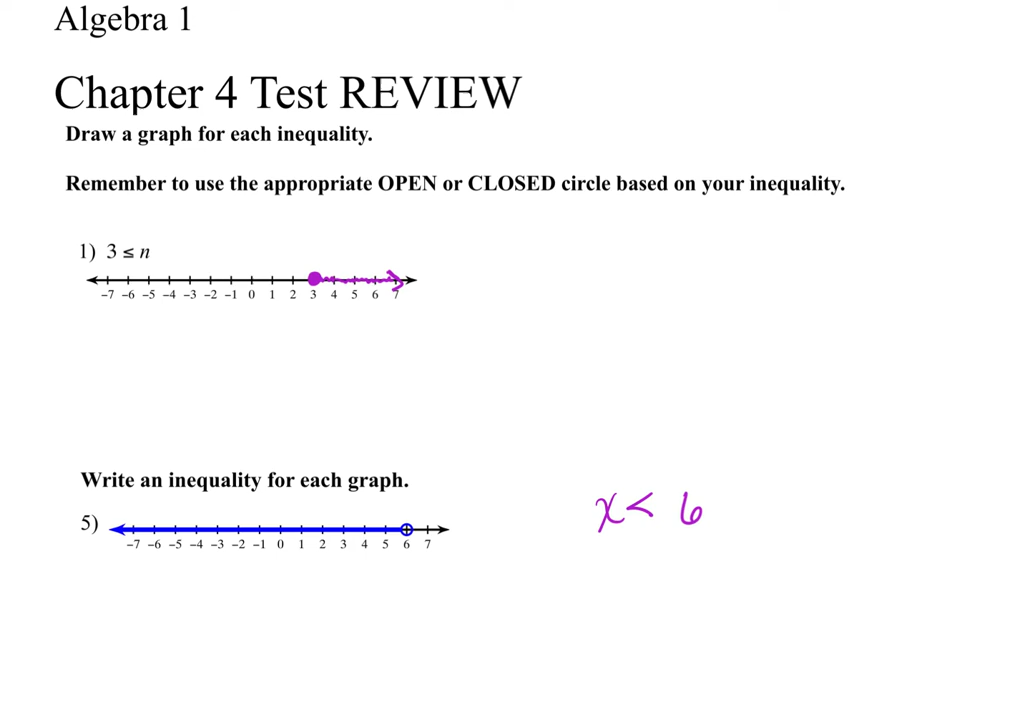 Algebra 1
Chapter 4 Test REVIEW
Draw a graph for each inequality.
Remember to use the appropriate OPEN or CLOSED circle based on your inequality.
1) 3 ≤ n
−7 −6 −5 −4 −3 −2 −1 0 1 2 3 4 5 6 7
Write an inequality for each graph.
x < 6
5)
−7 −6 −5 −4 −3 −2 −1 0 1 2 3 4 5 6 7